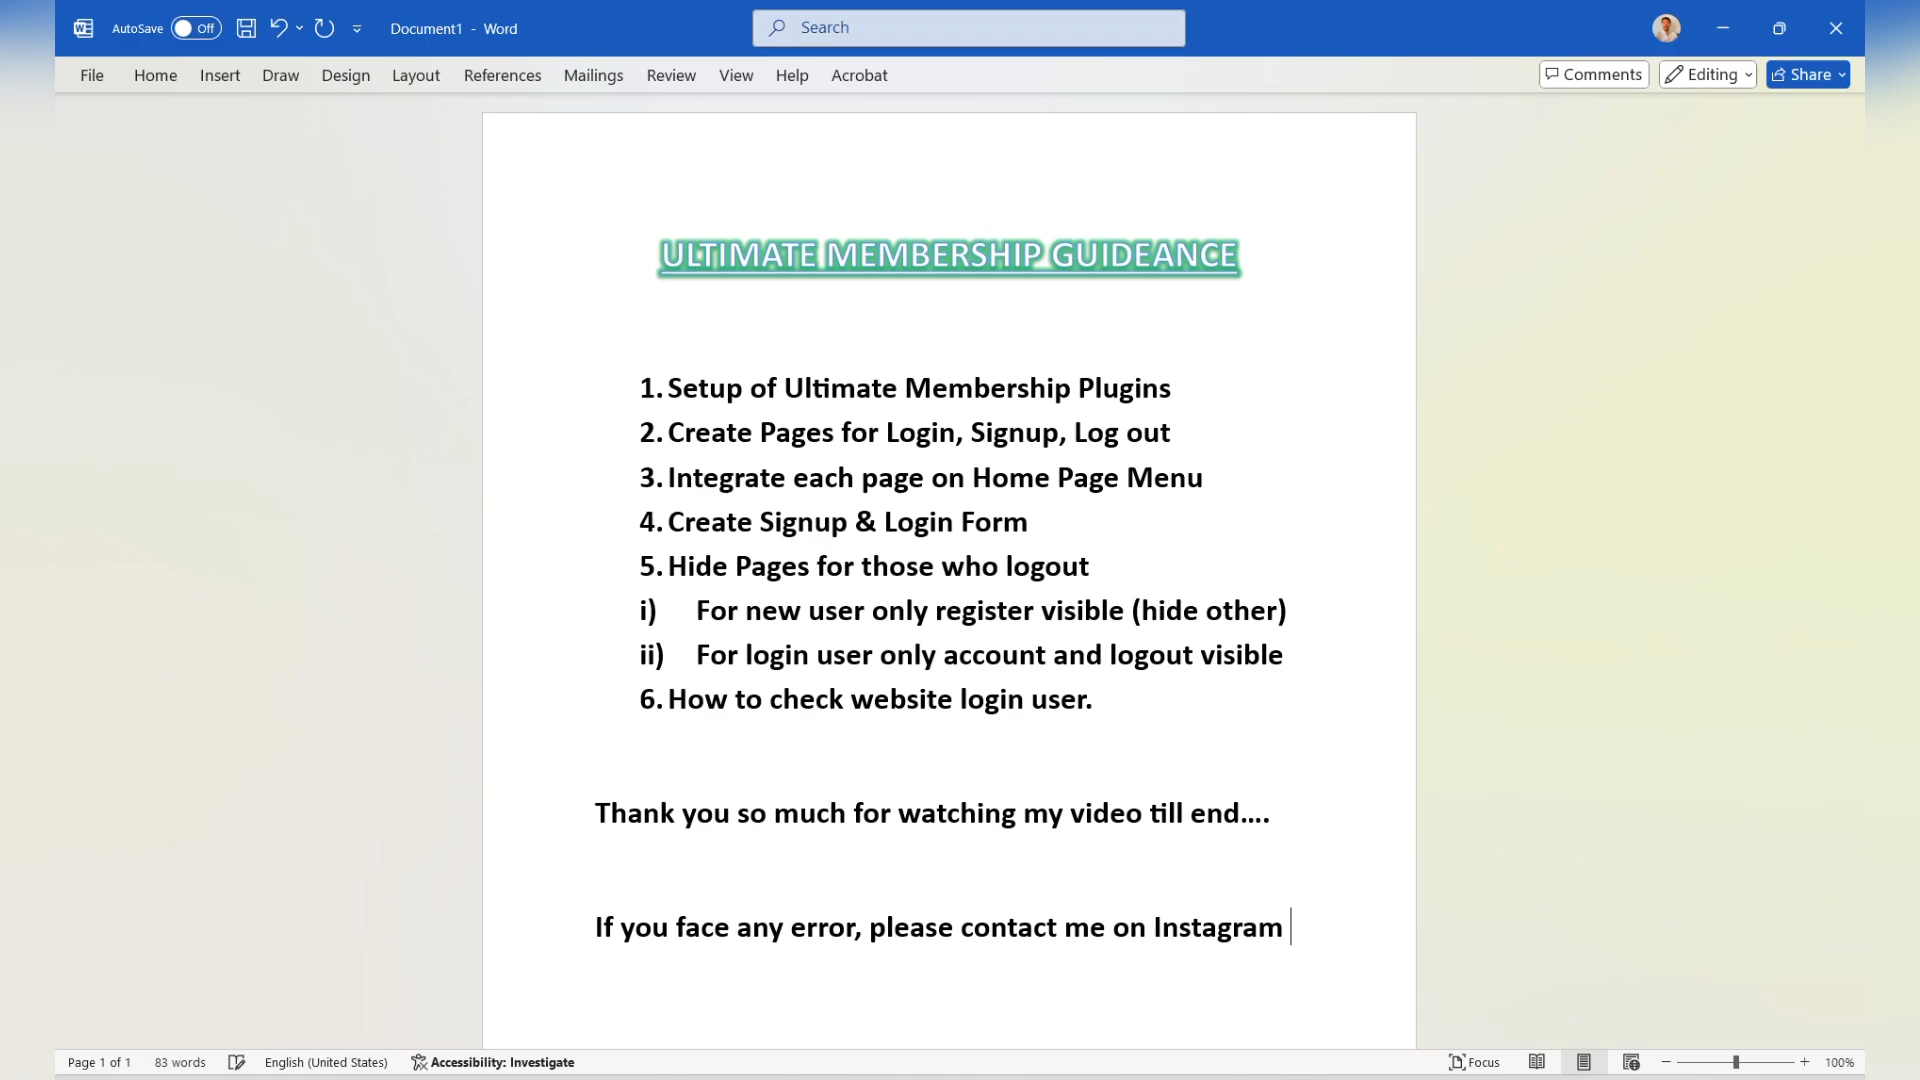 AutoSave Off Document1 - Word Search
File Home Insert Draw Design Layout References Mailings Review View Help Acrobat Comments Editing Share
ULTIMATE MEMBERSHIP GUIDEANCE
1. Setup of Ultimate Membership Plugins
2. Create Pages for Login, Signup, Log out
3. Integrate each page on Home Page Menu
4. Create Signup & Login Form
5. Hide Pages for those who logout
i) For new user only register visible (hide other)
ii) For login user only account and logout visible
6. How to check website login user.
Thank you so much for watching my video till end....
If you face any error, please contact me on Instagram
Page 1 of 1 83 words English (United States) Accessibility: Investigate Focus 100%